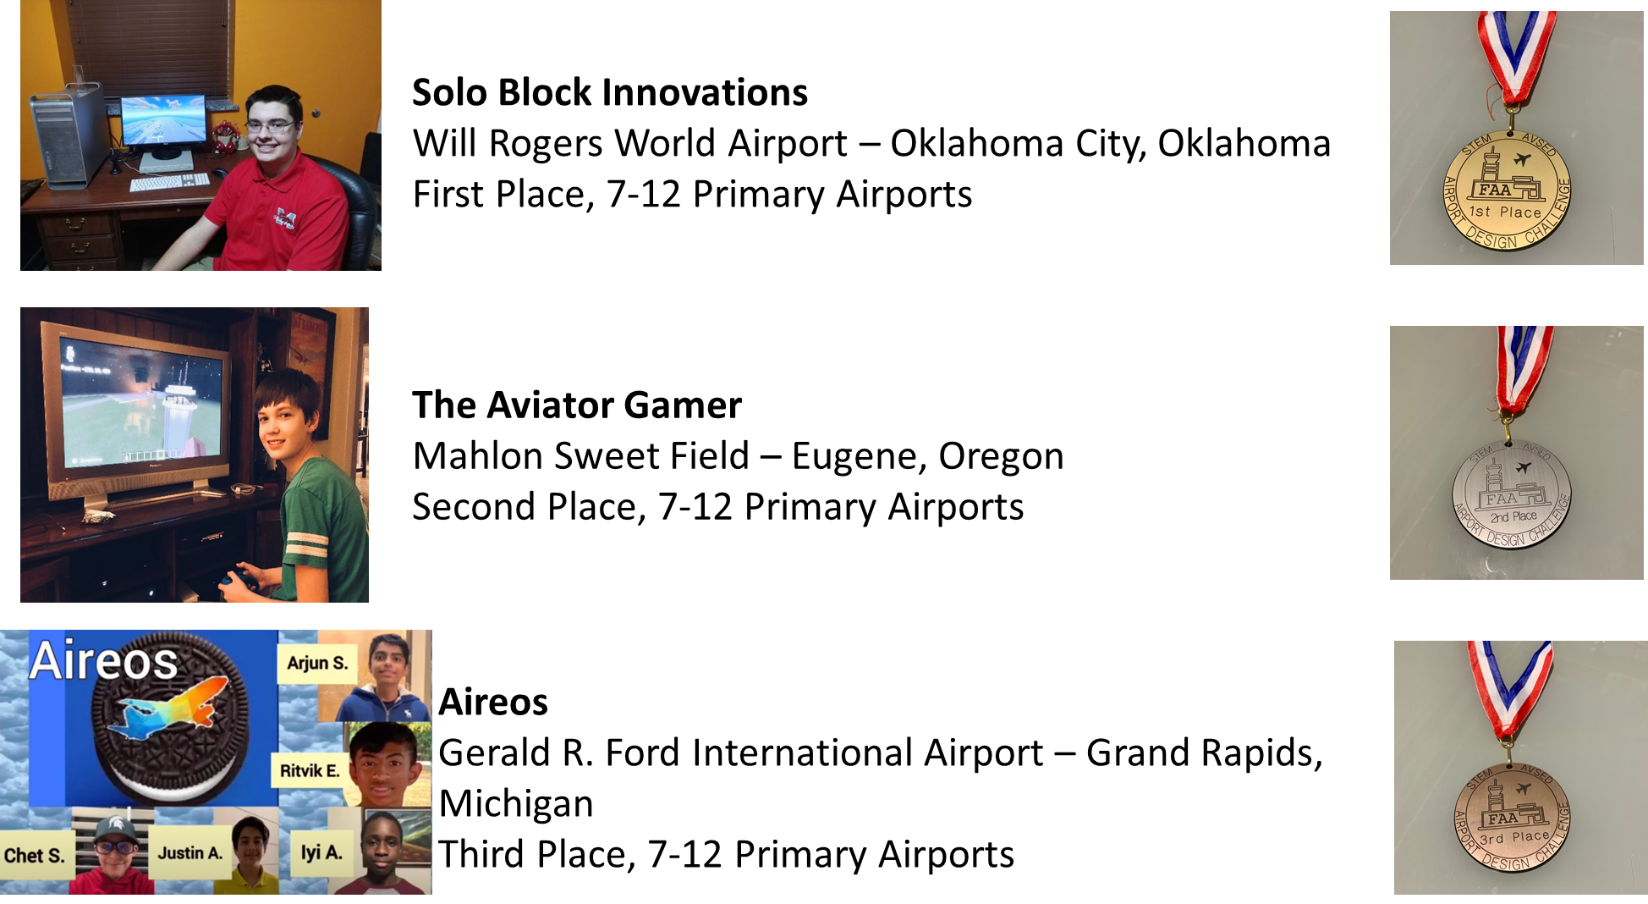 Solo Block Innovations
Will Rogers World Airport – Oklahoma City, Oklahoma
First Place, 7-12 Primary Airports
STEM AVSED
FAA
1st Place
AIRPORT DESIGN CHALLENGE
The Aviator Gamer
Mahlon Sweet Field – Eugene, Oregon
Second Place, 7-12 Primary Airports
STEM AVSED
FAA
2nd Place
AIRPORT DESIGN CHALLENGE
Aireos
Arjun S.
Ritvik E.
Chet S.
Justin A.
Iyi A.
Aireos
Gerald R. Ford International Airport – Grand Rapids,
Michigan
Third Place, 7-12 Primary Airports
STEM AVSED
FAA
3rd Place
AIRPORT DESIGN CHALLENGE